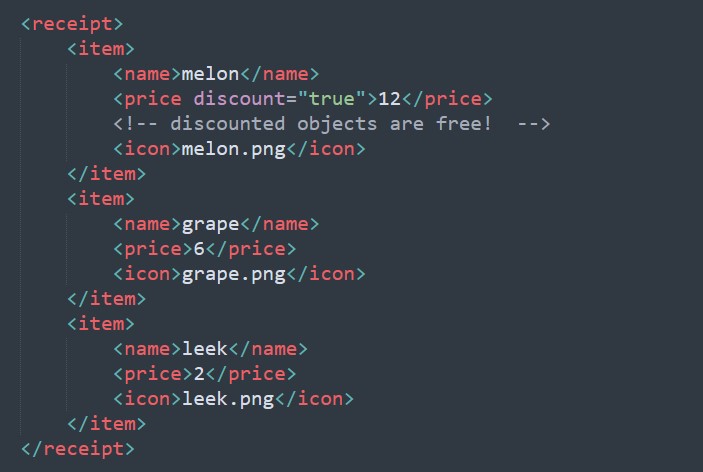 <receipt>
    <item>
        <name>melon</name>
        <price discount="true">12</price>
        <!-- discounted objects are free!  -->
        <icon>melon.png</icon>
    </item>
    <item>
        <name>grape</name>
        <price>6</price>
        <icon>grape.png</icon>
    </item>
    <item>
        <name>leek</name>
        <price>2</price>
        <icon>leek.png</icon>
    </item>
</receipt>